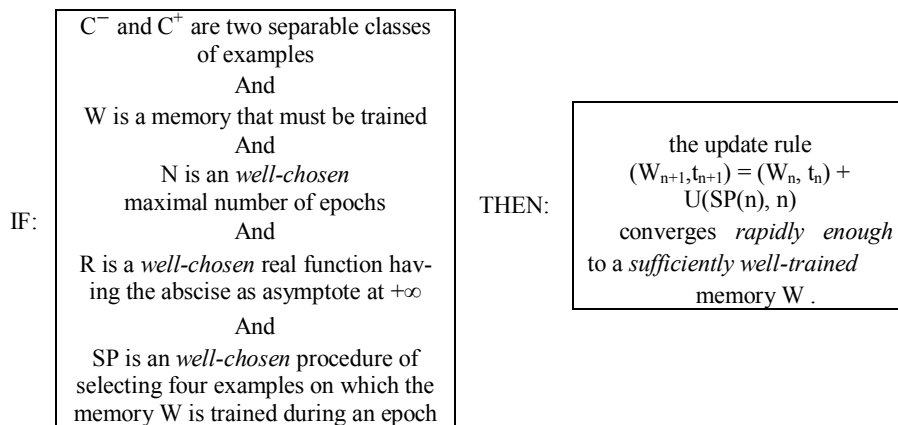 IF:
C⁻ and C⁺ are two separable classes
of examples
And
W is a memory that must be trained
And
N is an well-chosen
maximal number of epochs
And
R is a well-chosen real function hav-
ing the abscise as asymptote at +∞
And
SP is an well-chosen procedure of
selecting four examples on which the
memory W is trained during an epoch
THEN:
the update rule
(Wₙ₊₁,tₙ₊₁) = (Wₙ, tₙ) +
U(SP(n), n)
converges rapidly enough
to a sufficiently well-trained
memory W .